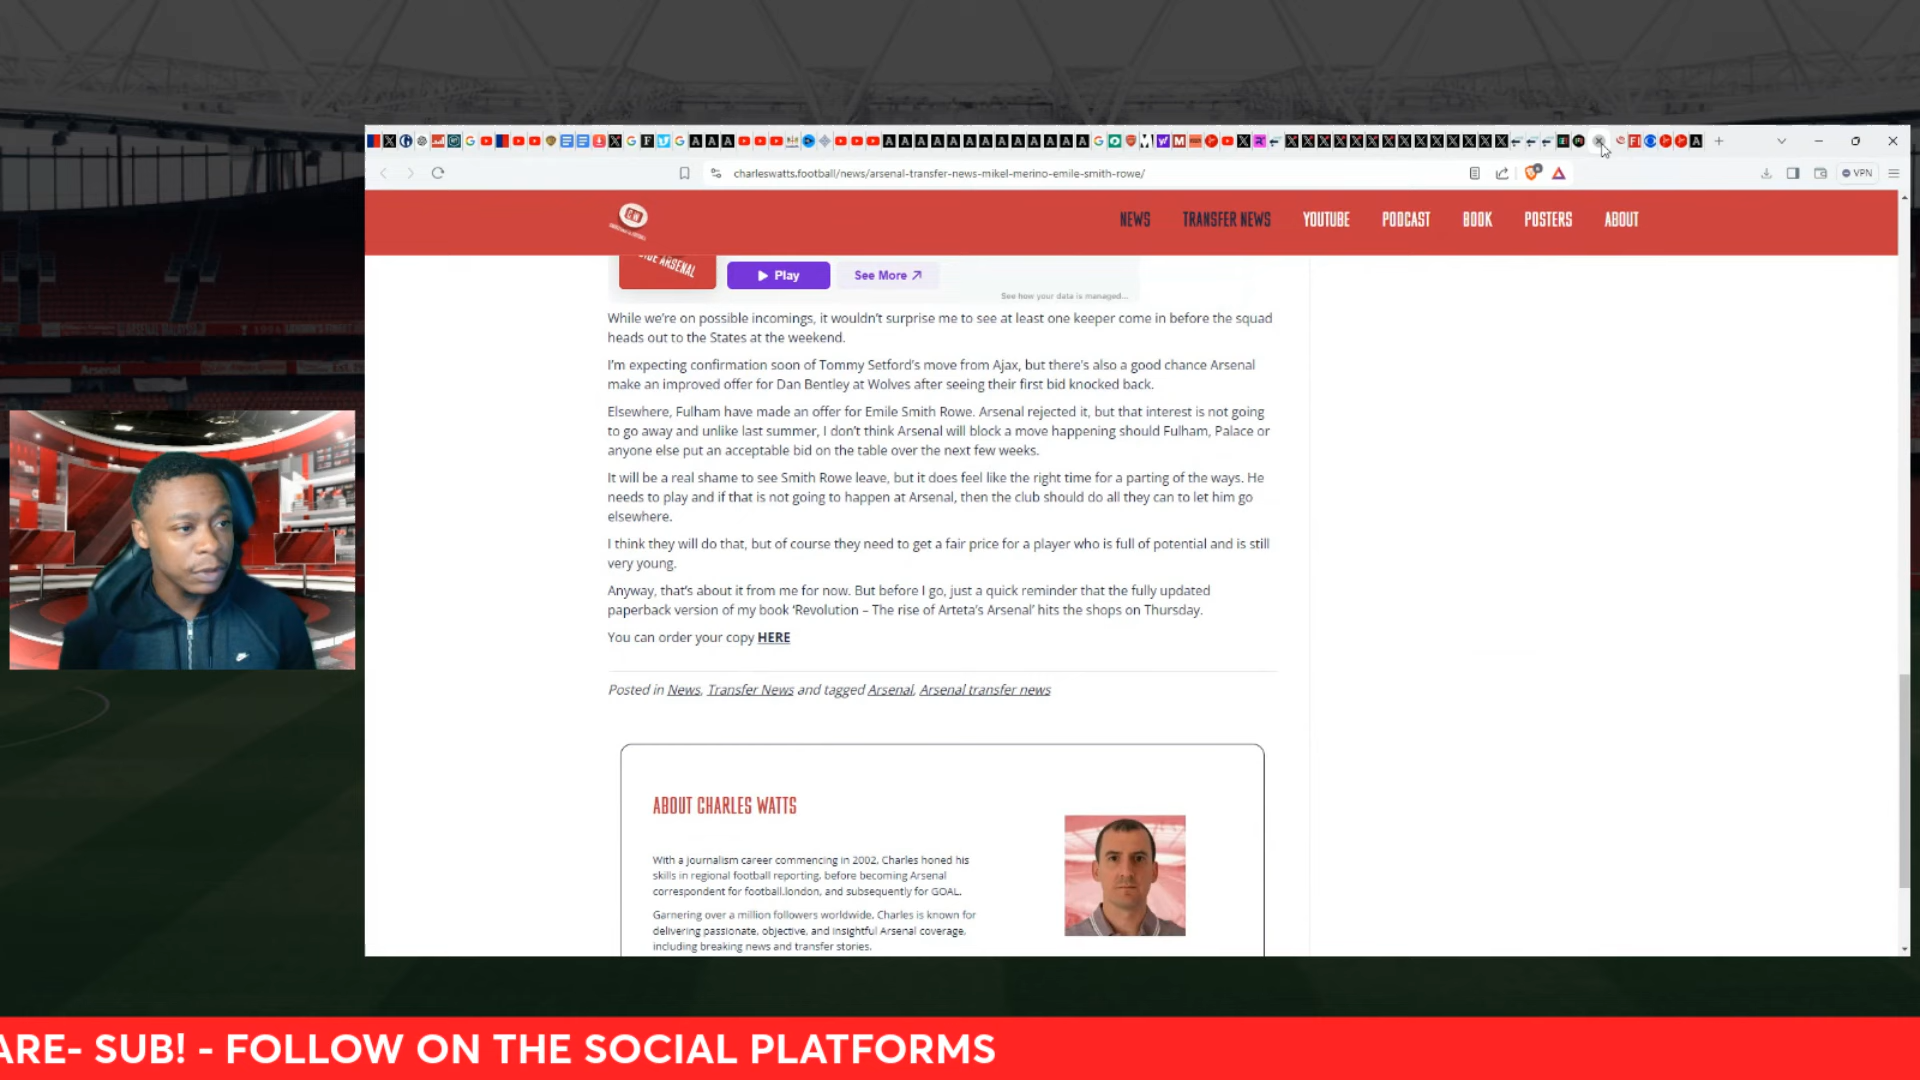 charleswatts.football/news/arsenal-transfer-news-mikel-merino-emile-smith-rowe/
VPN
CW
NEWS
TRANSFER NEWS
YOUTUBE
PODCAST
BOOK
POSTERS
ABOUT
ARSENAL
Play
See More
See how your data is managed...
While we're on possible incomings, it wouldn't surprise me to see at least one keeper come in before the squad
heads out to the States at the weekend.
I'm expecting confirmation soon of Tommy Setford's move from Ajax, but there's also a good chance Arsenal
make an improved offer for Dan Bentley at Wolves after seeing their first bid knocked back.
Elsewhere, Fulham have made an offer for Emile Smith Rowe. Arsenal rejected it, but that interest is not going
to go away and unlike last summer, I don't think Arsenal will block a move happening should Fulham, Palace or
anyone else put an acceptable bid on the table over the next few weeks.
It will be a real shame to see Smith Rowe leave, but it does feel like the right time for a parting of the ways. He
needs to play and if that is not going to happen at Arsenal, then the club should do all they can to let him go
elsewhere.
I think they will do that, but of course they need to get a fair price for a player who is full of potential and is still
very young.
Anyway, that's about it from me for now. But before I go, just a quick reminder that the fully updated
paperback version of my book 'Revolution – The rise of Arteta's Arsenal' hits the shops on Thursday.
You can order your copy HERE
Posted in News, Transfer News and tagged Arsenal, Arsenal transfer news
ABOUT CHARLES WATTS
With a journalism career commencing in 2002, Charles honed his
skills in regional football reporting, before becoming Arsenal
correspondent for football.london, and subsequently for GOAL.
Garnering over a million followers worldwide, Charles is known for
delivering passionate, objective, and insightful Arsenal coverage,
including breaking news and transfer stories.
Arsenal
ARE- SUB! - FOLLOW ON THE SOCIAL PLATFORMS